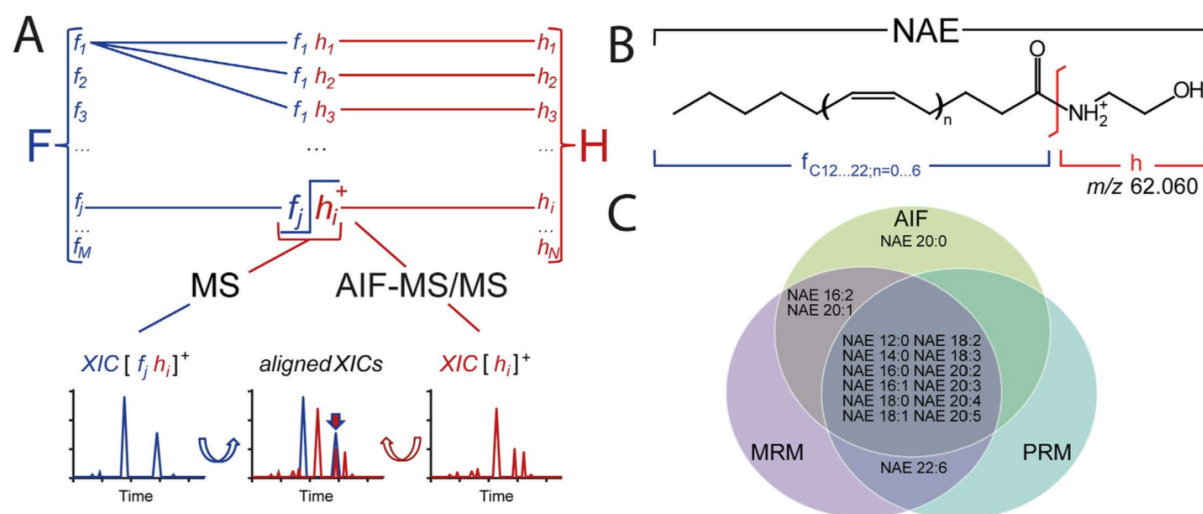 A
f₁ f₁ h₁ h₁
f₂ f₁ h₂ h₂
f₃ f₁ h₃ h₃
... ... ...
F H
fⱼ fⱼ hᵢ⁺ hᵢ
... ...
f_M h_N
MS AIF-MS/MS
XIC [ fⱼ hᵢ ]⁺ aligned XICs XIC [ hᵢ ]⁺
Time Time Time
B
NAE
O
OH
( )n
NH₂⁺
f_C12...22;n=0...6 h
m/z 62.060
C
AIF
NAE 20:0
NAE 16:2
NAE 20:1
NAE 12:0 NAE 18:2
NAE 14:0 NAE 18:3
NAE 16:0 NAE 20:2
NAE 16:1 NAE 20:3
NAE 18:0 NAE 20:4
NAE 18:1 NAE 20:5
MRM PRM
NAE 22:6